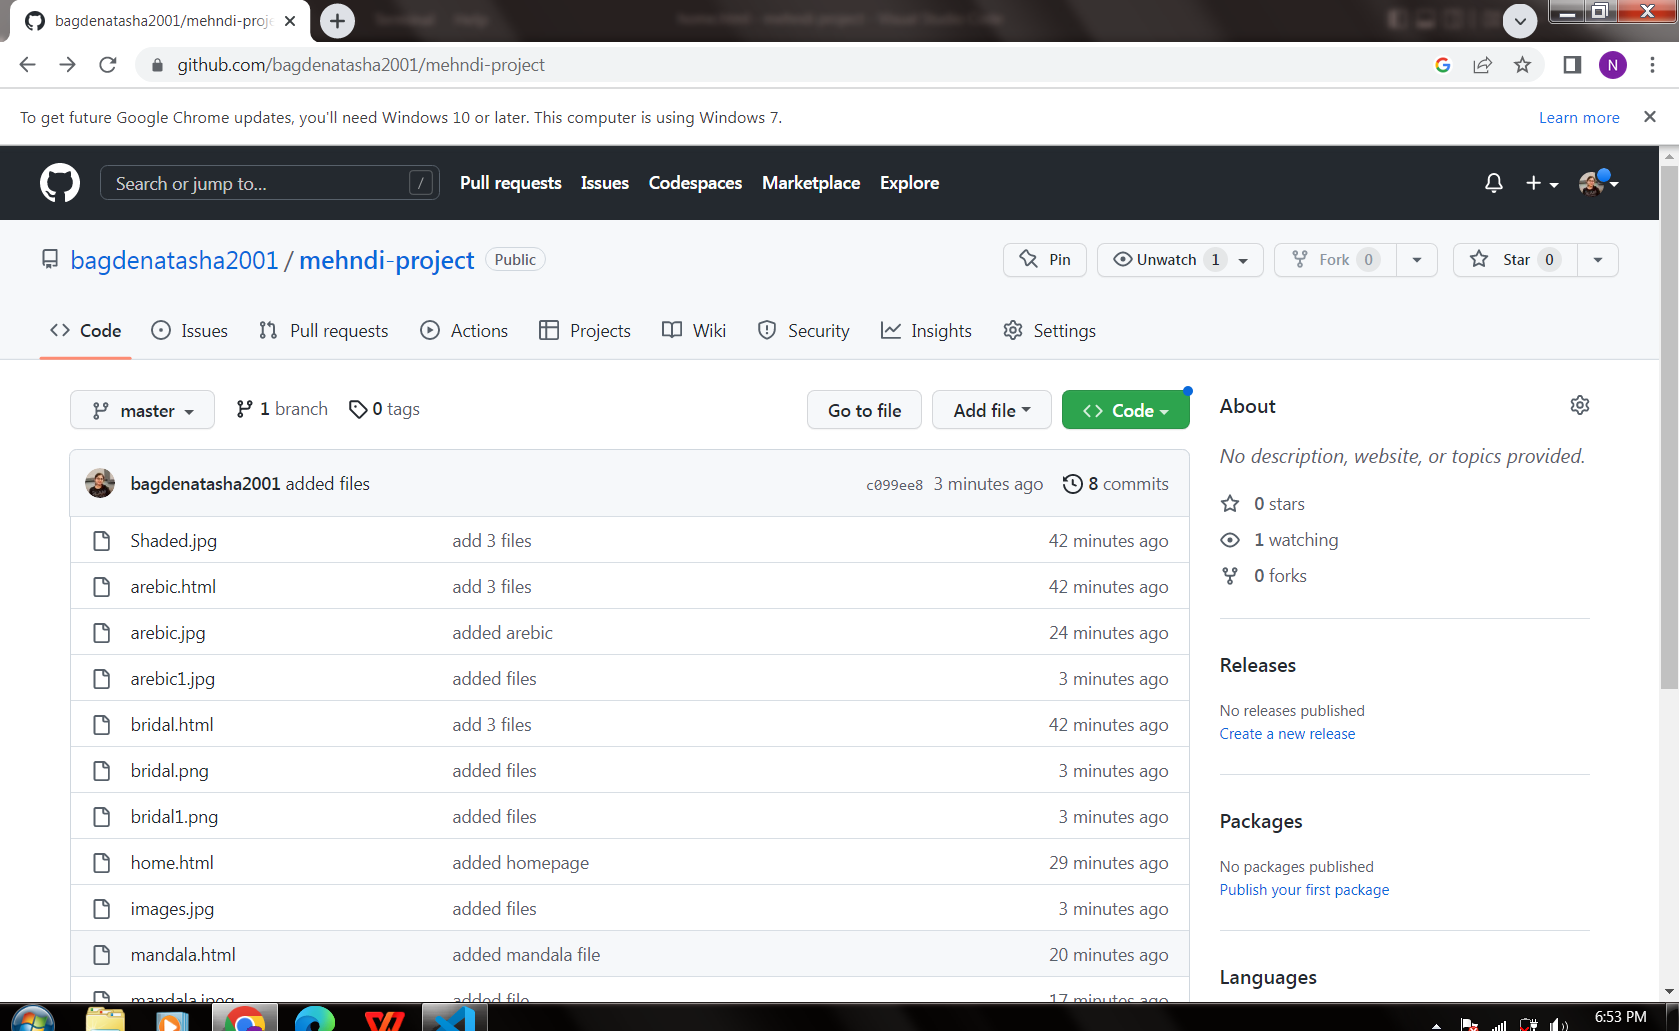 bagdenatasha2001/mehndi-proje
github.com/bagdenatasha2001/mehndi-project
N
To get future Google Chrome updates, you'll need Windows 10 or later. This computer is using Windows 7.
Learn more
Search or jump to...
/
Pull requests
Issues
Codespaces
Marketplace
Explore
bagdenatasha2001 / mehndi-project
Public
Pin
Unwatch 1
Fork 0
Star 0
Code
Issues
Pull requests
Actions
Projects
Wiki
Security
Insights
Settings
master
1 branch
0 tags
Go to file
Add file
Code
bagdenatasha2001 added files
c099ee8 3 minutes ago
8 commits
Shaded.jpg add 3 files 42 minutes ago
arebic.html add 3 files 42 minutes ago
arebic.jpg added arebic 24 minutes ago
arebic1.jpg added files 3 minutes ago
bridal.html add 3 files 42 minutes ago
bridal.png added files 3 minutes ago
bridal1.png added files 3 minutes ago
home.html added homepage 29 minutes ago
images.jpg added files 3 minutes ago
mandala.html added mandala file 20 minutes ago
mandala.jpeg added file 17 minutes ago
About
No description, website, or topics provided.
0 stars
1 watching
0 forks
Releases
No releases published
Create a new release
Packages
No packages published
Publish your first package
Languages
6:53 PM